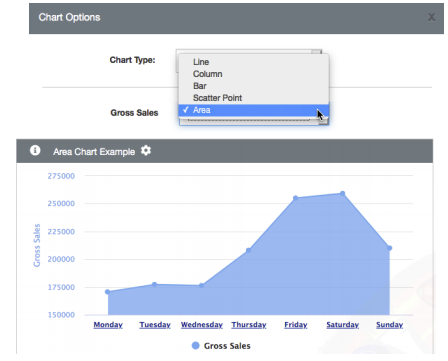 Chart Options
X
Chart Type:
Line
Column
Bar
Scatter Point
✓ Area
Gross Sales
Area Chart Example
275000
250000
225000
200000
175000
150000
Gross Sales
Monday Tuesday Wednesday Thursday Friday Saturday Sunday
Gross Sales